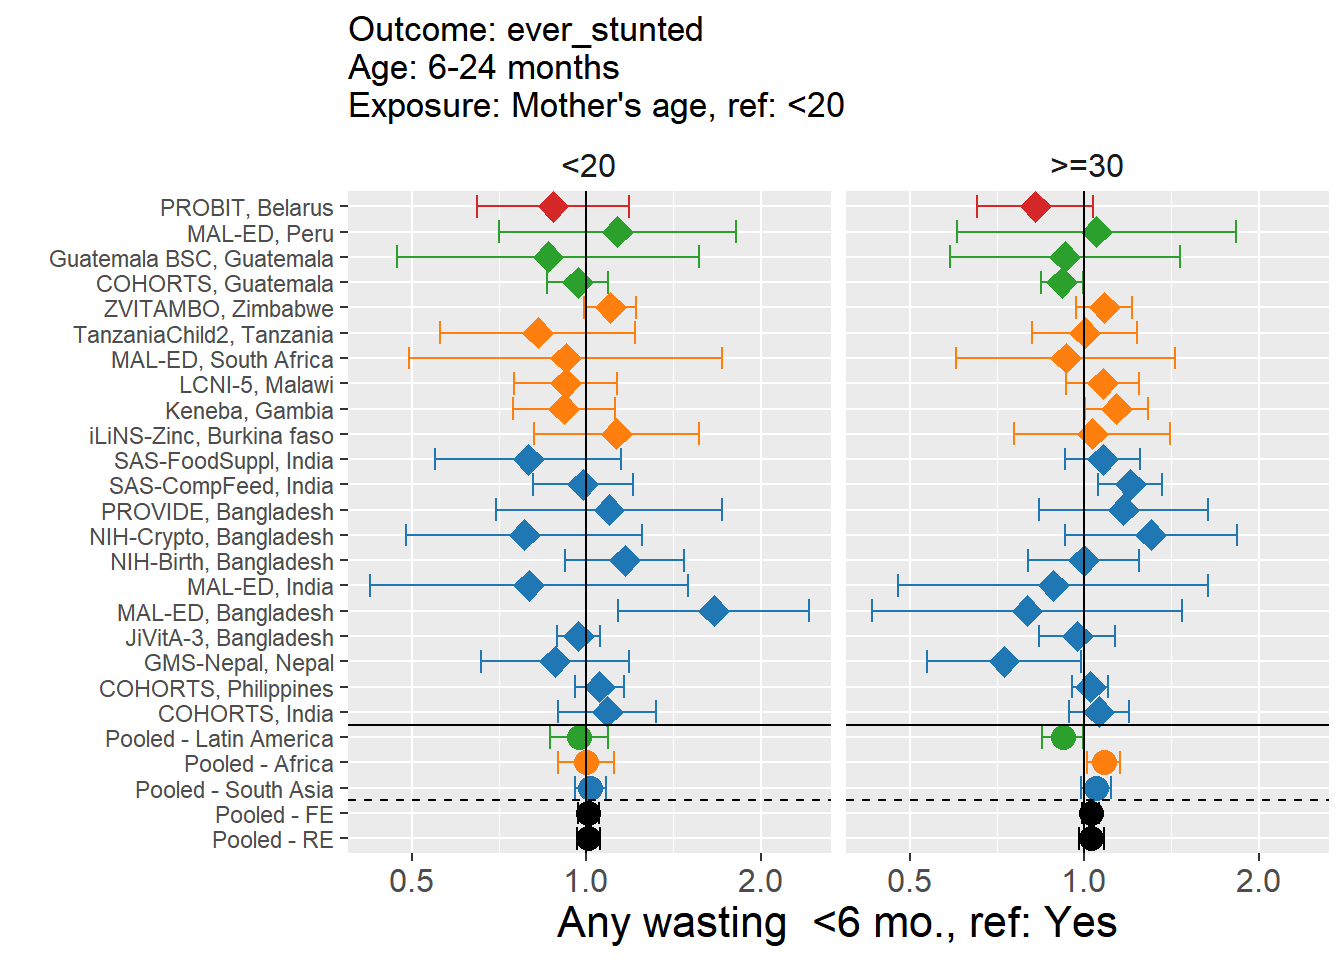 Outcome: ever_stunted
Age: 6-24 months
Exposure: Mother's age, ref: <20
<20
>=30
PROBIT, Belarus
MAL-ED, Peru
Guatemala BSC, Guatemala
COHORTS, Guatemala
ZVITAMBO, Zimbabwe
TanzaniaChild2, Tanzania
MAL-ED, South Africa
LCNI-5, Malawi
Keneba, Gambia
iLiNS-Zinc, Burkina faso
SAS-FoodSuppl, India
SAS-CompFeed, India
PROVIDE, Bangladesh
NIH-Crypto, Bangladesh
NIH-Birth, Bangladesh
MAL-ED, India
MAL-ED, Bangladesh
JiVitA-3, Bangladesh
GMS-Nepal, Nepal
COHORTS, Philippines
COHORTS, India
Pooled - Latin America
Pooled - Africa
Pooled - South Asia
Pooled - FE
Pooled - RE
0.5 1.0 2.0
0.5 1.0 2.0
Any wasting  <6 mo., ref: Yes